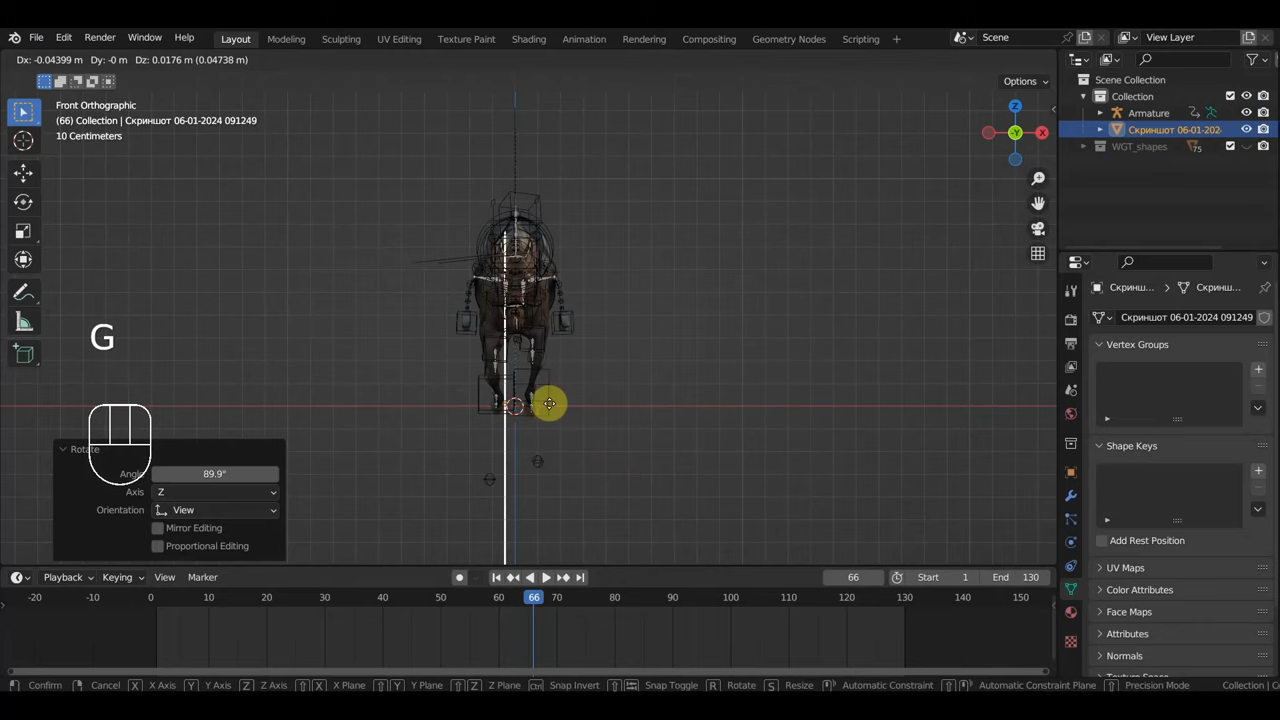 File Edit Render Window Help Layout Modeling Sculpting UV Editing Texture Paint Shading Animation Rendering Compositing Geometry Nodes Scripting + Scene View Layer
Dx: -0.04399 m Dy: -0 m Dz: 0.0176 m (0.04738 m)
Options
Front Orthographic
(66) Collection | Скриншот 06-01-2024 091249
10 Centimeters
Z
-Y
X
G
Rotate
Angle 89.9°
Axis Z
Orientation View
Mirror Editing
Proportional Editing
Scene Collection
Collection
Armature
Скриншот 06-01-202
WGT_shapes 75
Скринш... Скринш...
Скриншот 06-01-2024 091249
Vertex Groups
Shape Keys
Add Rest Position
UV Maps
Color Attributes
Face Maps
Attributes
Normals
Playback Keying View Marker 66 Start 1 End 130
-20 -10 0 10 20 30 40 50 60 66 70 80 90 100 110 120 130 140 150
Confirm Cancel X X Axis Y Y Axis Z Z Axis X X Plane Y Y Plane Z Z Plane Ctrl Snap Invert Snap Toggle R Rotate S Resize Automatic Constraint Automatic Constraint Plane Precision Mode Collection | C